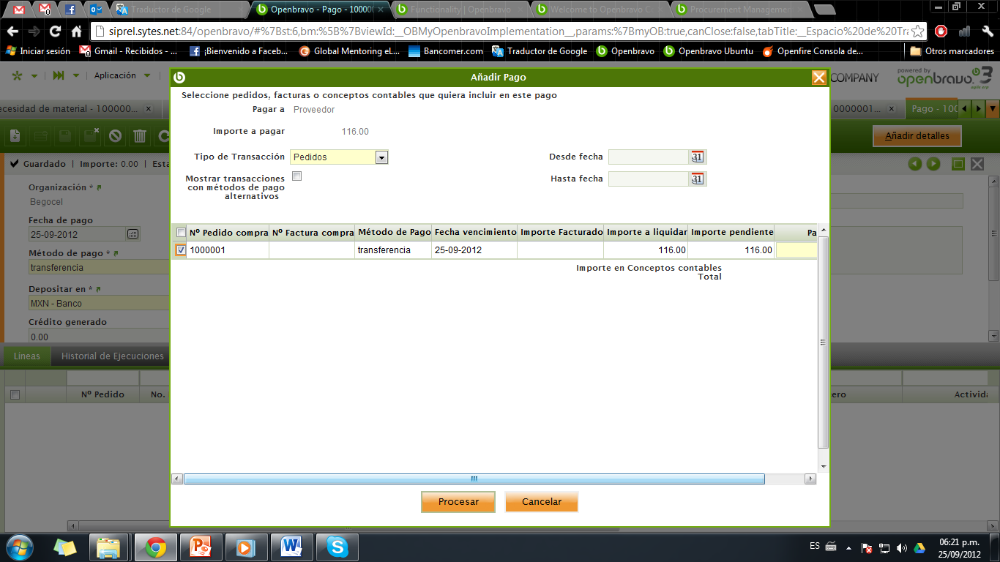 Traductor de Google
Openbravo - Pago - 10000
Functionality | Openbravo
Welcome to Openbravo C
Procurement Managemen
siprel.sytes.net:84/openbravo/#%7Bst:6,bm:%5B%7BviewId:__OBMyOpenbravoImplementation__,params:%7BmyOB:true,canClose:false,tabTitle:__Espacio%20de%20Tra
Iniciar sesión
Gmail - Recibidos - ...
¡Bienvenido a Faceb...
Global Mentoring eL...
Bancomer.com
Traductor de Google
Openbravo
Openbravo Ubuntu
Openfire Consola de...
Otros marcadores
Aplicación
Añadir Pago
COMPANY
powered by
openbravo 3
ecesidad de material - 100000...
0000001...
Pago - 100
Seleccione pedidos, facturas o conceptos contables que quiera incluir en este pago
Pagar a Proveedor
Importe a pagar 116.00
Añadir detalles
Tipo de Transacción Pedidos
Desde fecha 31
Mostrar transacciones
con métodos de pago
alternativos
Hasta fecha 31
Guardado | Importe: 0.00 | Esta
Organización *
Begocel
Fecha de pago
25-09-2012
Método de pago *
transferencia
Depositar en *
MXN - Banco
Crédito generado
0.00
Nº Pedido compra Nº Factura compra Método de Pago Fecha vencimiento Importe Facturado Importe a liquidar Importe pendiente Pa
1000001 transferencia 25-09-2012 116.00 116.00
Importe en Conceptos contables
Total
Lineas
Historial de Ejecuciones
Nº Pedido
No.
ero
Activida
Procesar
Cancelar
ES
06:21 p.m.
25/09/2012